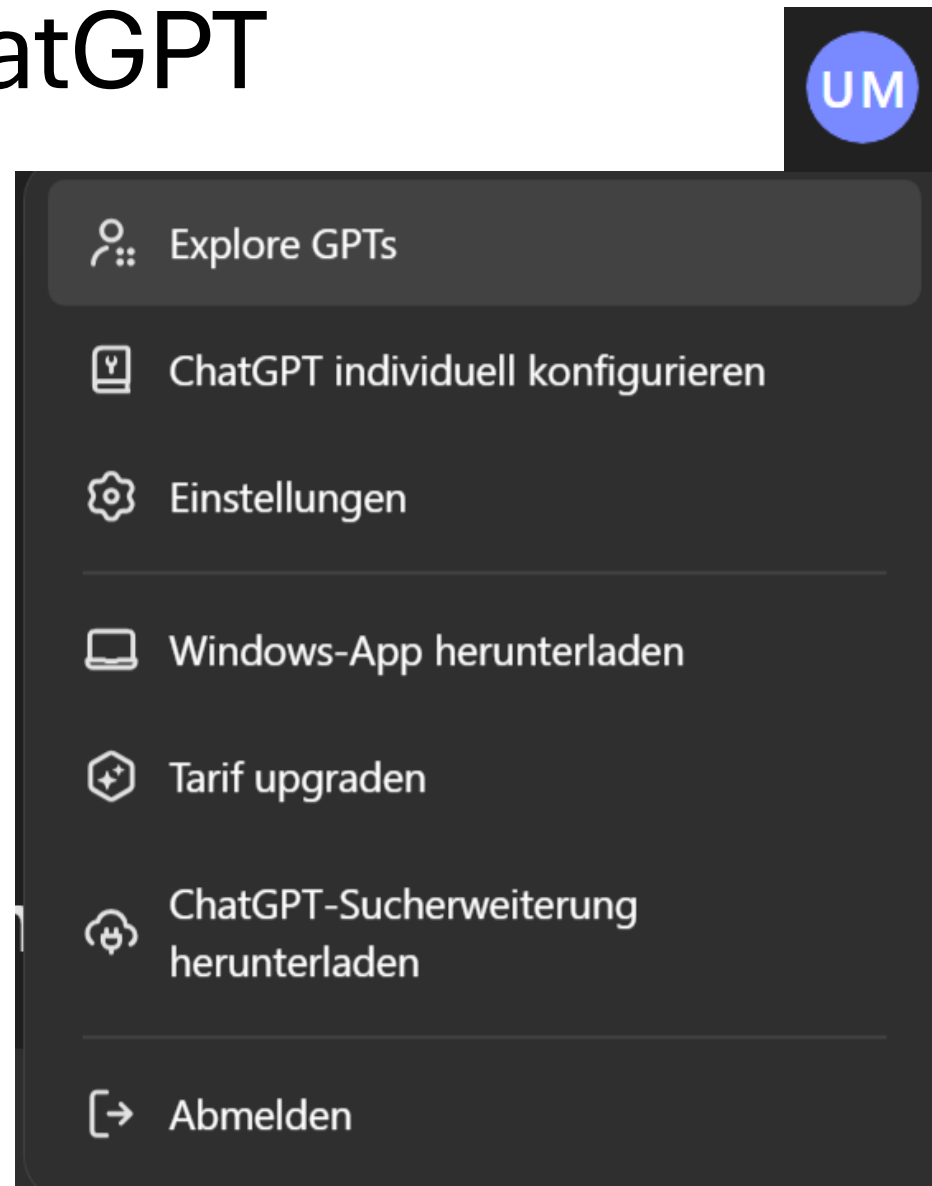 atGPT
UM
Explore GPTs
ChatGPT individuell konfigurieren
Einstellungen
Windows-App herunterladen
Tarif upgraden
ChatGPT-Sucherweiterung
herunterladen
Abmelden